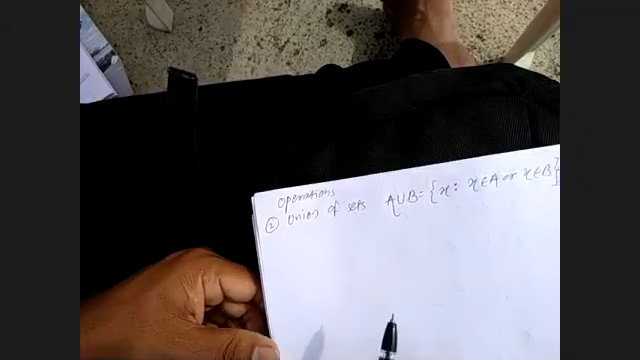 operations
① Union of sets A∪B = {x : x∈A or x∈B}